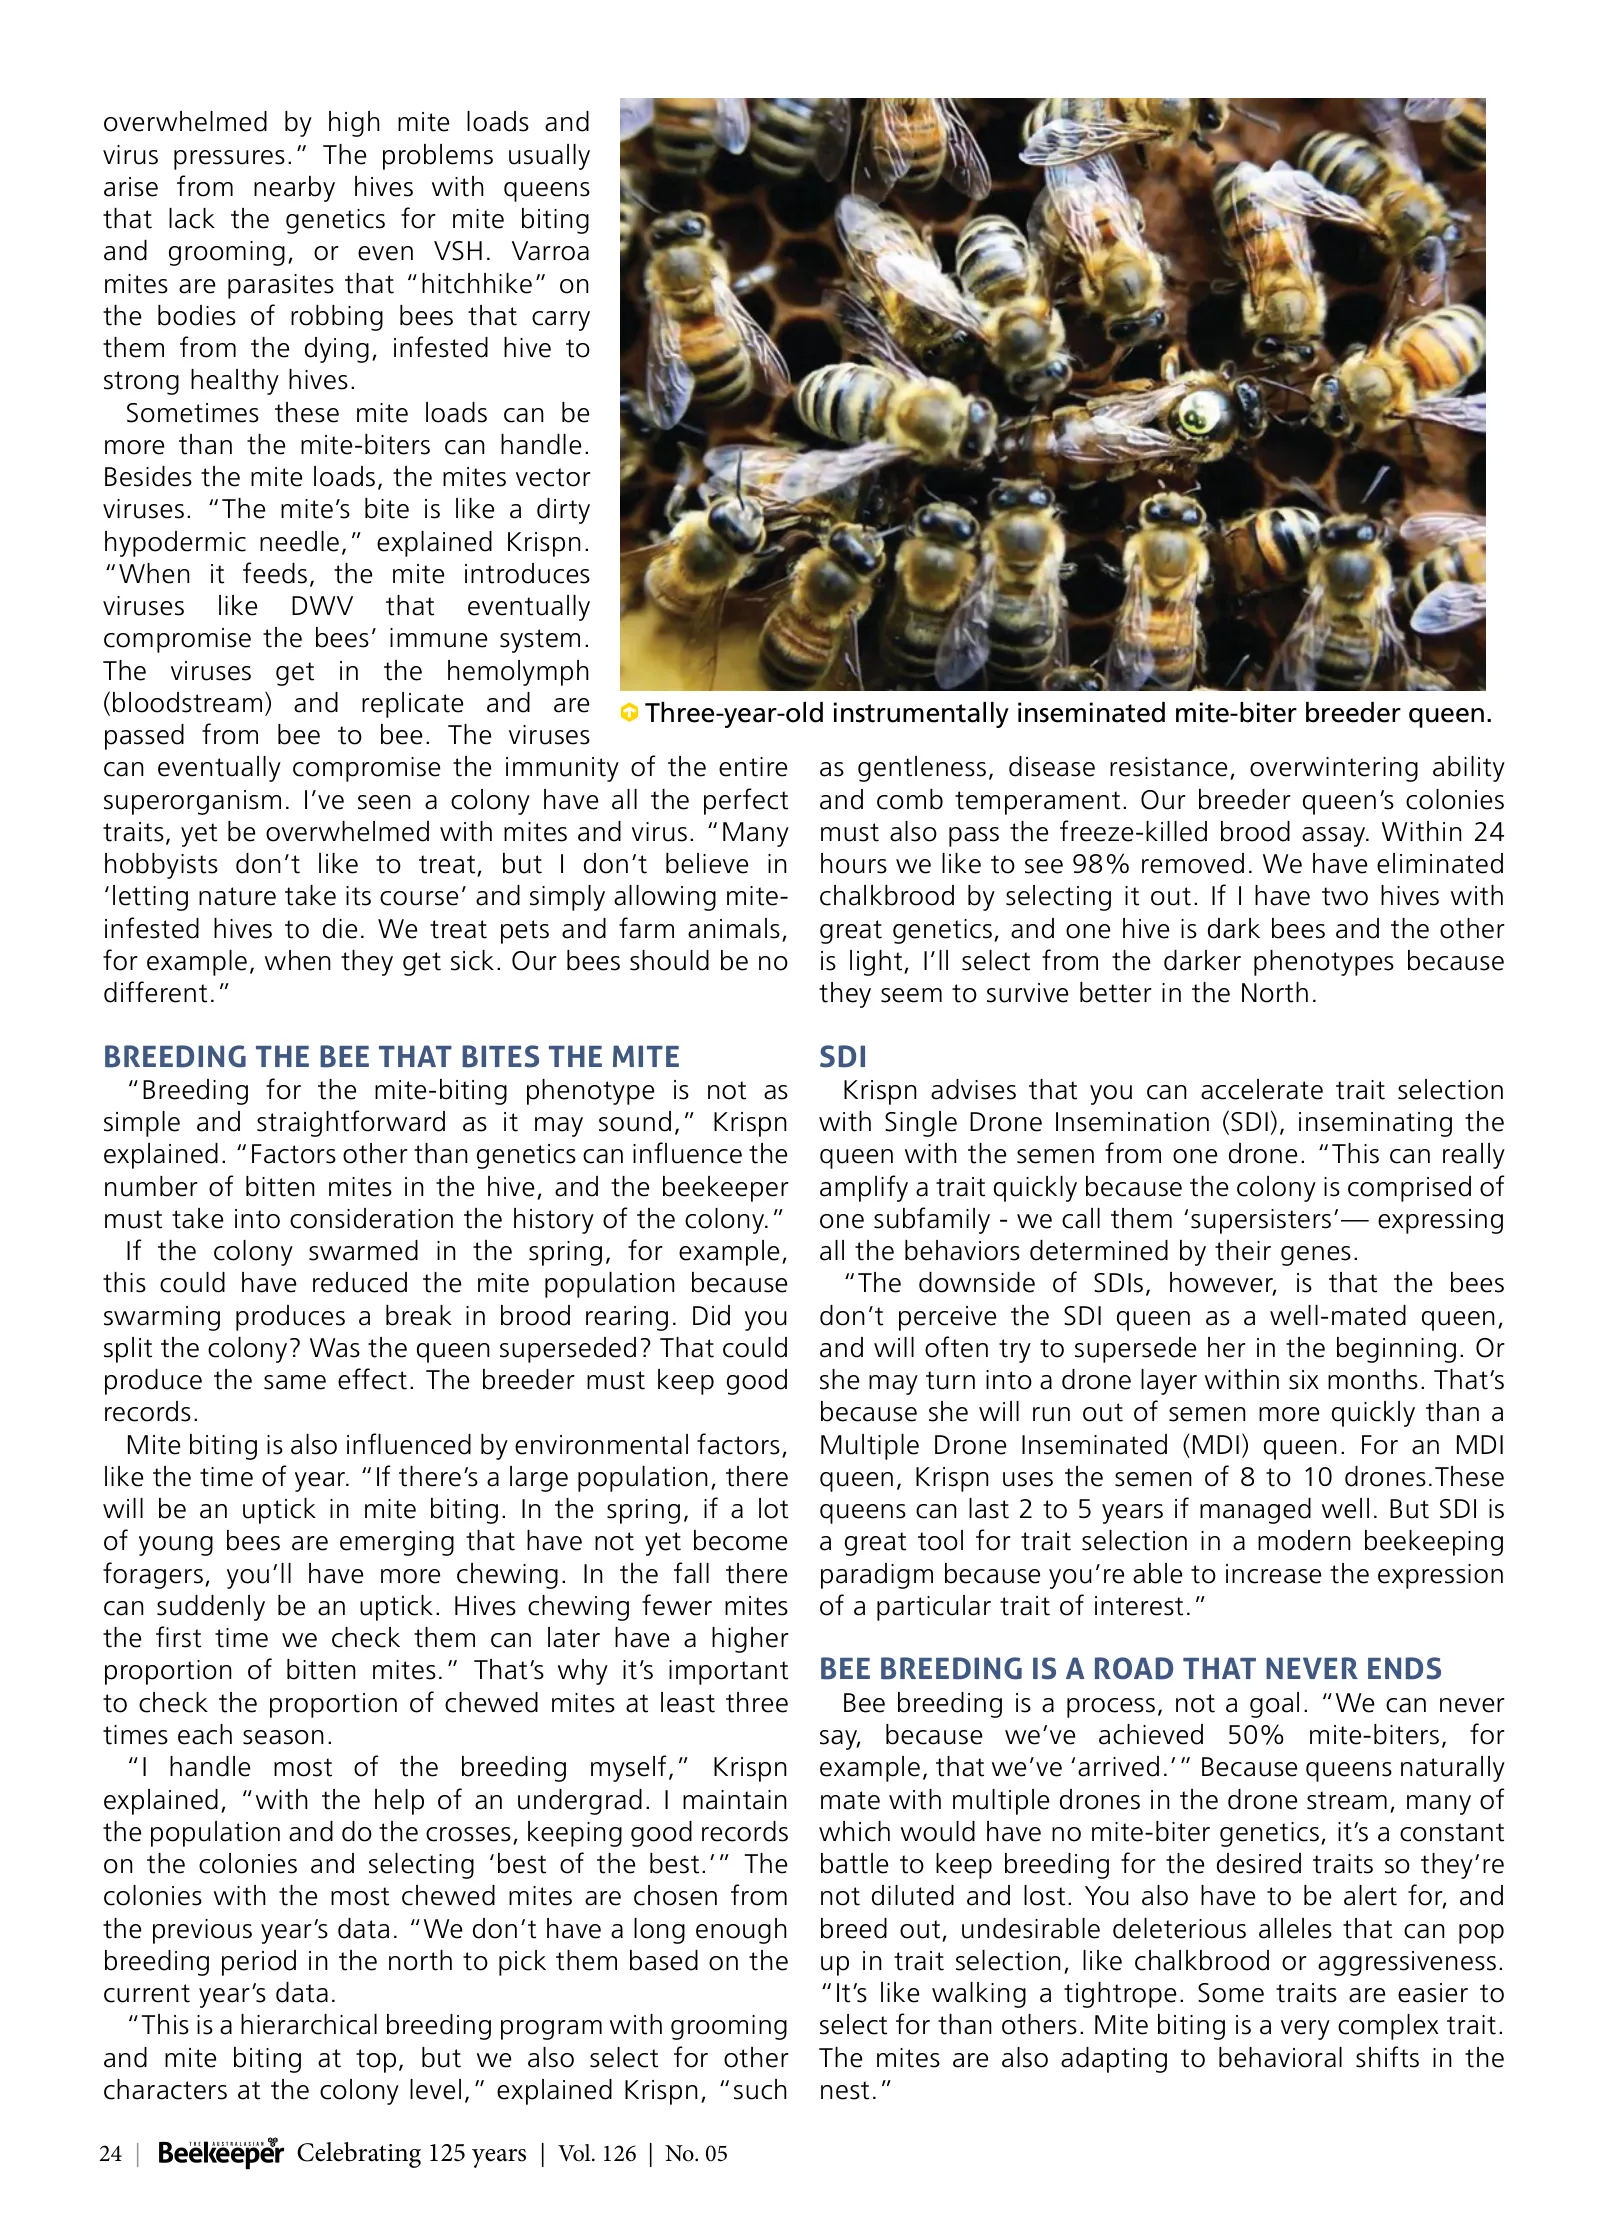 overwhelmed by high mite loads and
virus pressures.” The problems usually
arise from nearby hives with queens
that lack the genetics for mite biting
and grooming, or even VSH. Varroa
mites are parasites that “hitchhike” on
the bodies of robbing bees that carry
them from the dying, infested hive to
strong healthy hives.
Sometimes these mite loads can be
more than the mite-biters can handle.
Besides the mite loads, the mites vector
viruses. “The mite’s bite is like a dirty
hypodermic needle,” explained Krispn.
“When it feeds, the mite introduces
viruses like DWV that eventually
compromise the bees’ immune system.
The viruses get in the hemolymph
(bloodstream) and replicate and are
passed from bee to bee. The viruses
can eventually compromise the immunity of the entire
superorganism. I’ve seen a colony have all the perfect
traits, yet be overwhelmed with mites and virus. “Many
hobbyists don’t like to treat, but I don’t believe in
‘letting nature take its course’ and simply allowing mite-
infested hives to die. We treat pets and farm animals,
for example, when they get sick. Our bees should be no
different.”
BREEDING THE BEE THAT BITES THE MITE
“Breeding for the mite-biting phenotype is not as
simple and straightforward as it may sound,” Krispn
explained. “Factors other than genetics can influence the
number of bitten mites in the hive, and the beekeeper
must take into consideration the history of the colony.”
If the colony swarmed in the spring, for example,
this could have reduced the mite population because
swarming produces a break in brood rearing. Did you
split the colony? Was the queen superseded? That could
produce the same effect. The breeder must keep good
records.
Mite biting is also influenced by environmental factors,
like the time of year. “If there’s a large population, there
will be an uptick in mite biting. In the spring, if a lot
of young bees are emerging that have not yet become
foragers, you’ll have more chewing. In the fall there
can suddenly be an uptick. Hives chewing fewer mites
the first time we check them can later have a higher
proportion of bitten mites.” That’s why it’s important
to check the proportion of chewed mites at least three
times each season.
“I handle most of the breeding myself,” Krispn
explained, “with the help of an undergrad. I maintain
the population and do the crosses, keeping good records
on the colonies and selecting ‘best of the best.’” The
colonies with the most chewed mites are chosen from
the previous year’s data. “We don’t have a long enough
breeding period in the north to pick them based on the
current year’s data.
“This is a hierarchical breeding program with grooming
and mite biting at top, but we also select for other
characters at the colony level,” explained Krispn, “such
Three-year-old instrumentally inseminated mite-biter breeder queen.
as gentleness, disease resistance, overwintering ability
and comb temperament. Our breeder queen’s colonies
must also pass the freeze-killed brood assay. Within 24
hours we like to see 98% removed. We have eliminated
chalkbrood by selecting it out. If I have two hives with
great genetics, and one hive is dark bees and the other
is light, I’ll select from the darker phenotypes because
they seem to survive better in the North.
SDI
Krispn advises that you can accelerate trait selection
with Single Drone Insemination (SDI), inseminating the
queen with the semen from one drone. “This can really
amplify a trait quickly because the colony is comprised of
one subfamily - we call them ‘supersisters’— expressing
all the behaviors determined by their genes.
“The downside of SDIs, however, is that the bees
don’t perceive the SDI queen as a well-mated queen,
and will often try to supersede her in the beginning. Or
she may turn into a drone layer within six months. That’s
because she will run out of semen more quickly than a
Multiple Drone Inseminated (MDI) queen. For an MDI
queen, Krispn uses the semen of 8 to 10 drones.These
queens can last 2 to 5 years if managed well. But SDI is
a great tool for trait selection in a modern beekeeping
paradigm because you’re able to increase the expression
of a particular trait of interest.”
BEE BREEDING IS A ROAD THAT NEVER ENDS
Bee breeding is a process, not a goal. “We can never
say, because we’ve achieved 50% mite-biters, for
example, that we’ve ‘arrived.’” Because queens naturally
mate with multiple drones in the drone stream, many of
which would have no mite-biter genetics, it’s a constant
battle to keep breeding for the desired traits so they’re
not diluted and lost. You also have to be alert for, and
breed out, undesirable deleterious alleles that can pop
up in trait selection, like chalkbrood or aggressiveness.
“It’s like walking a tightrope. Some traits are easier to
select for than others. Mite biting is a very complex trait.
The mites are also adapting to behavioral shifts in the
nest.”
24 | THE AUSTRALASIAN Beekeeper Celebrating 125 years | Vol. 126 | No. 05